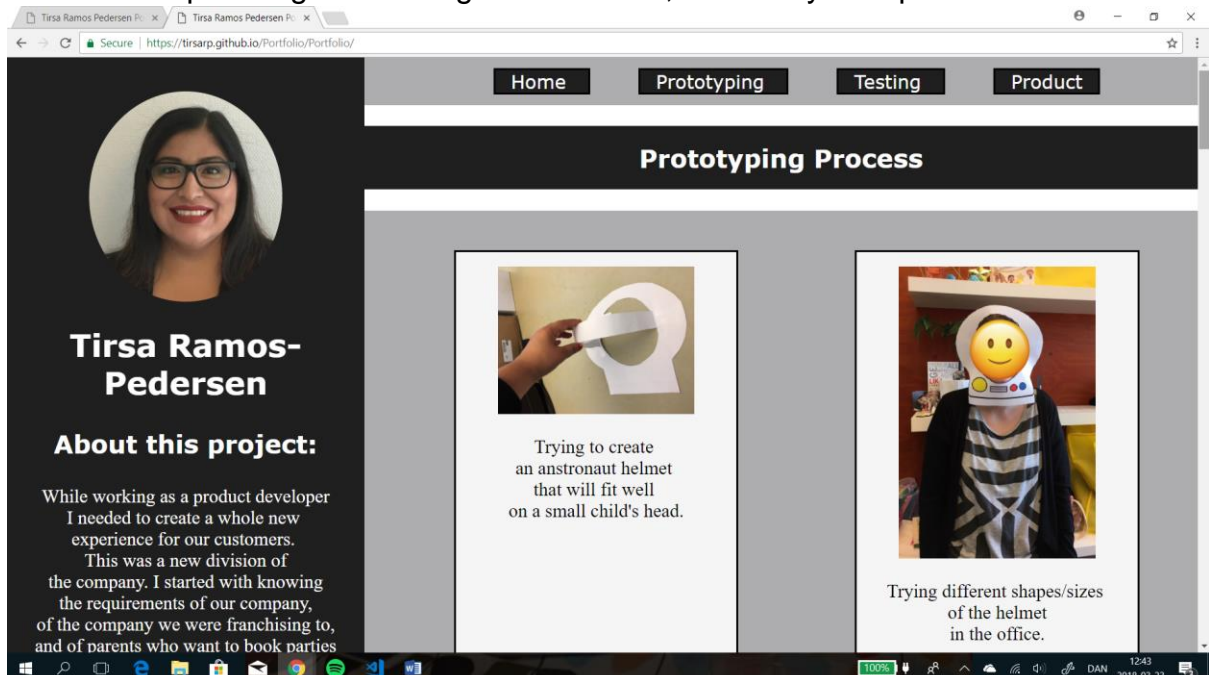 Tirsa Ramos Pedersen Po
Tirsa Ramos Pedersen Po
Secure | https://tirsarp.github.io/Portfolio/Portfolio/
Home Prototyping Testing Product
Prototyping Process
Tirsa Ramos-
Pedersen
About this project:
While working as a product developer
I needed to create a whole new
experience for our customers.
This was a new division of
the company. I started with knowing
the requirements of our company,
of the company we were franchising to,
and of parents who want to book parties
Trying to create
an anstronaut helmet
that will fit well
on a small child's head.
Trying different shapes/sizes
of the helmet
in the office.
100%
DAN
12:43